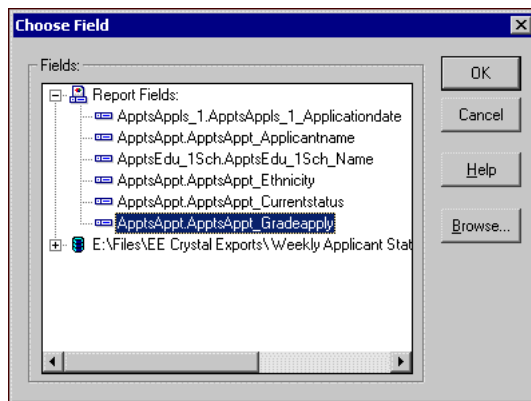 Choose Field
Fields:
Report Fields:
ApptsAppls_1.ApptsAppls_1_Applicationdate
ApptsAppt.ApptsAppt_Applicantname
ApptsEdu_1Sch.ApptsEdu_1Sch_Name
ApptsAppt.ApptsAppt_Ethnicity
ApptsAppt.ApptsAppt_Currentstatus
ApptsAppt.ApptsAppt_Gradeapply
E:\Files\EE Crystal Exports\Weekly Applicant Stat
OK
Cancel
Help
Browse...